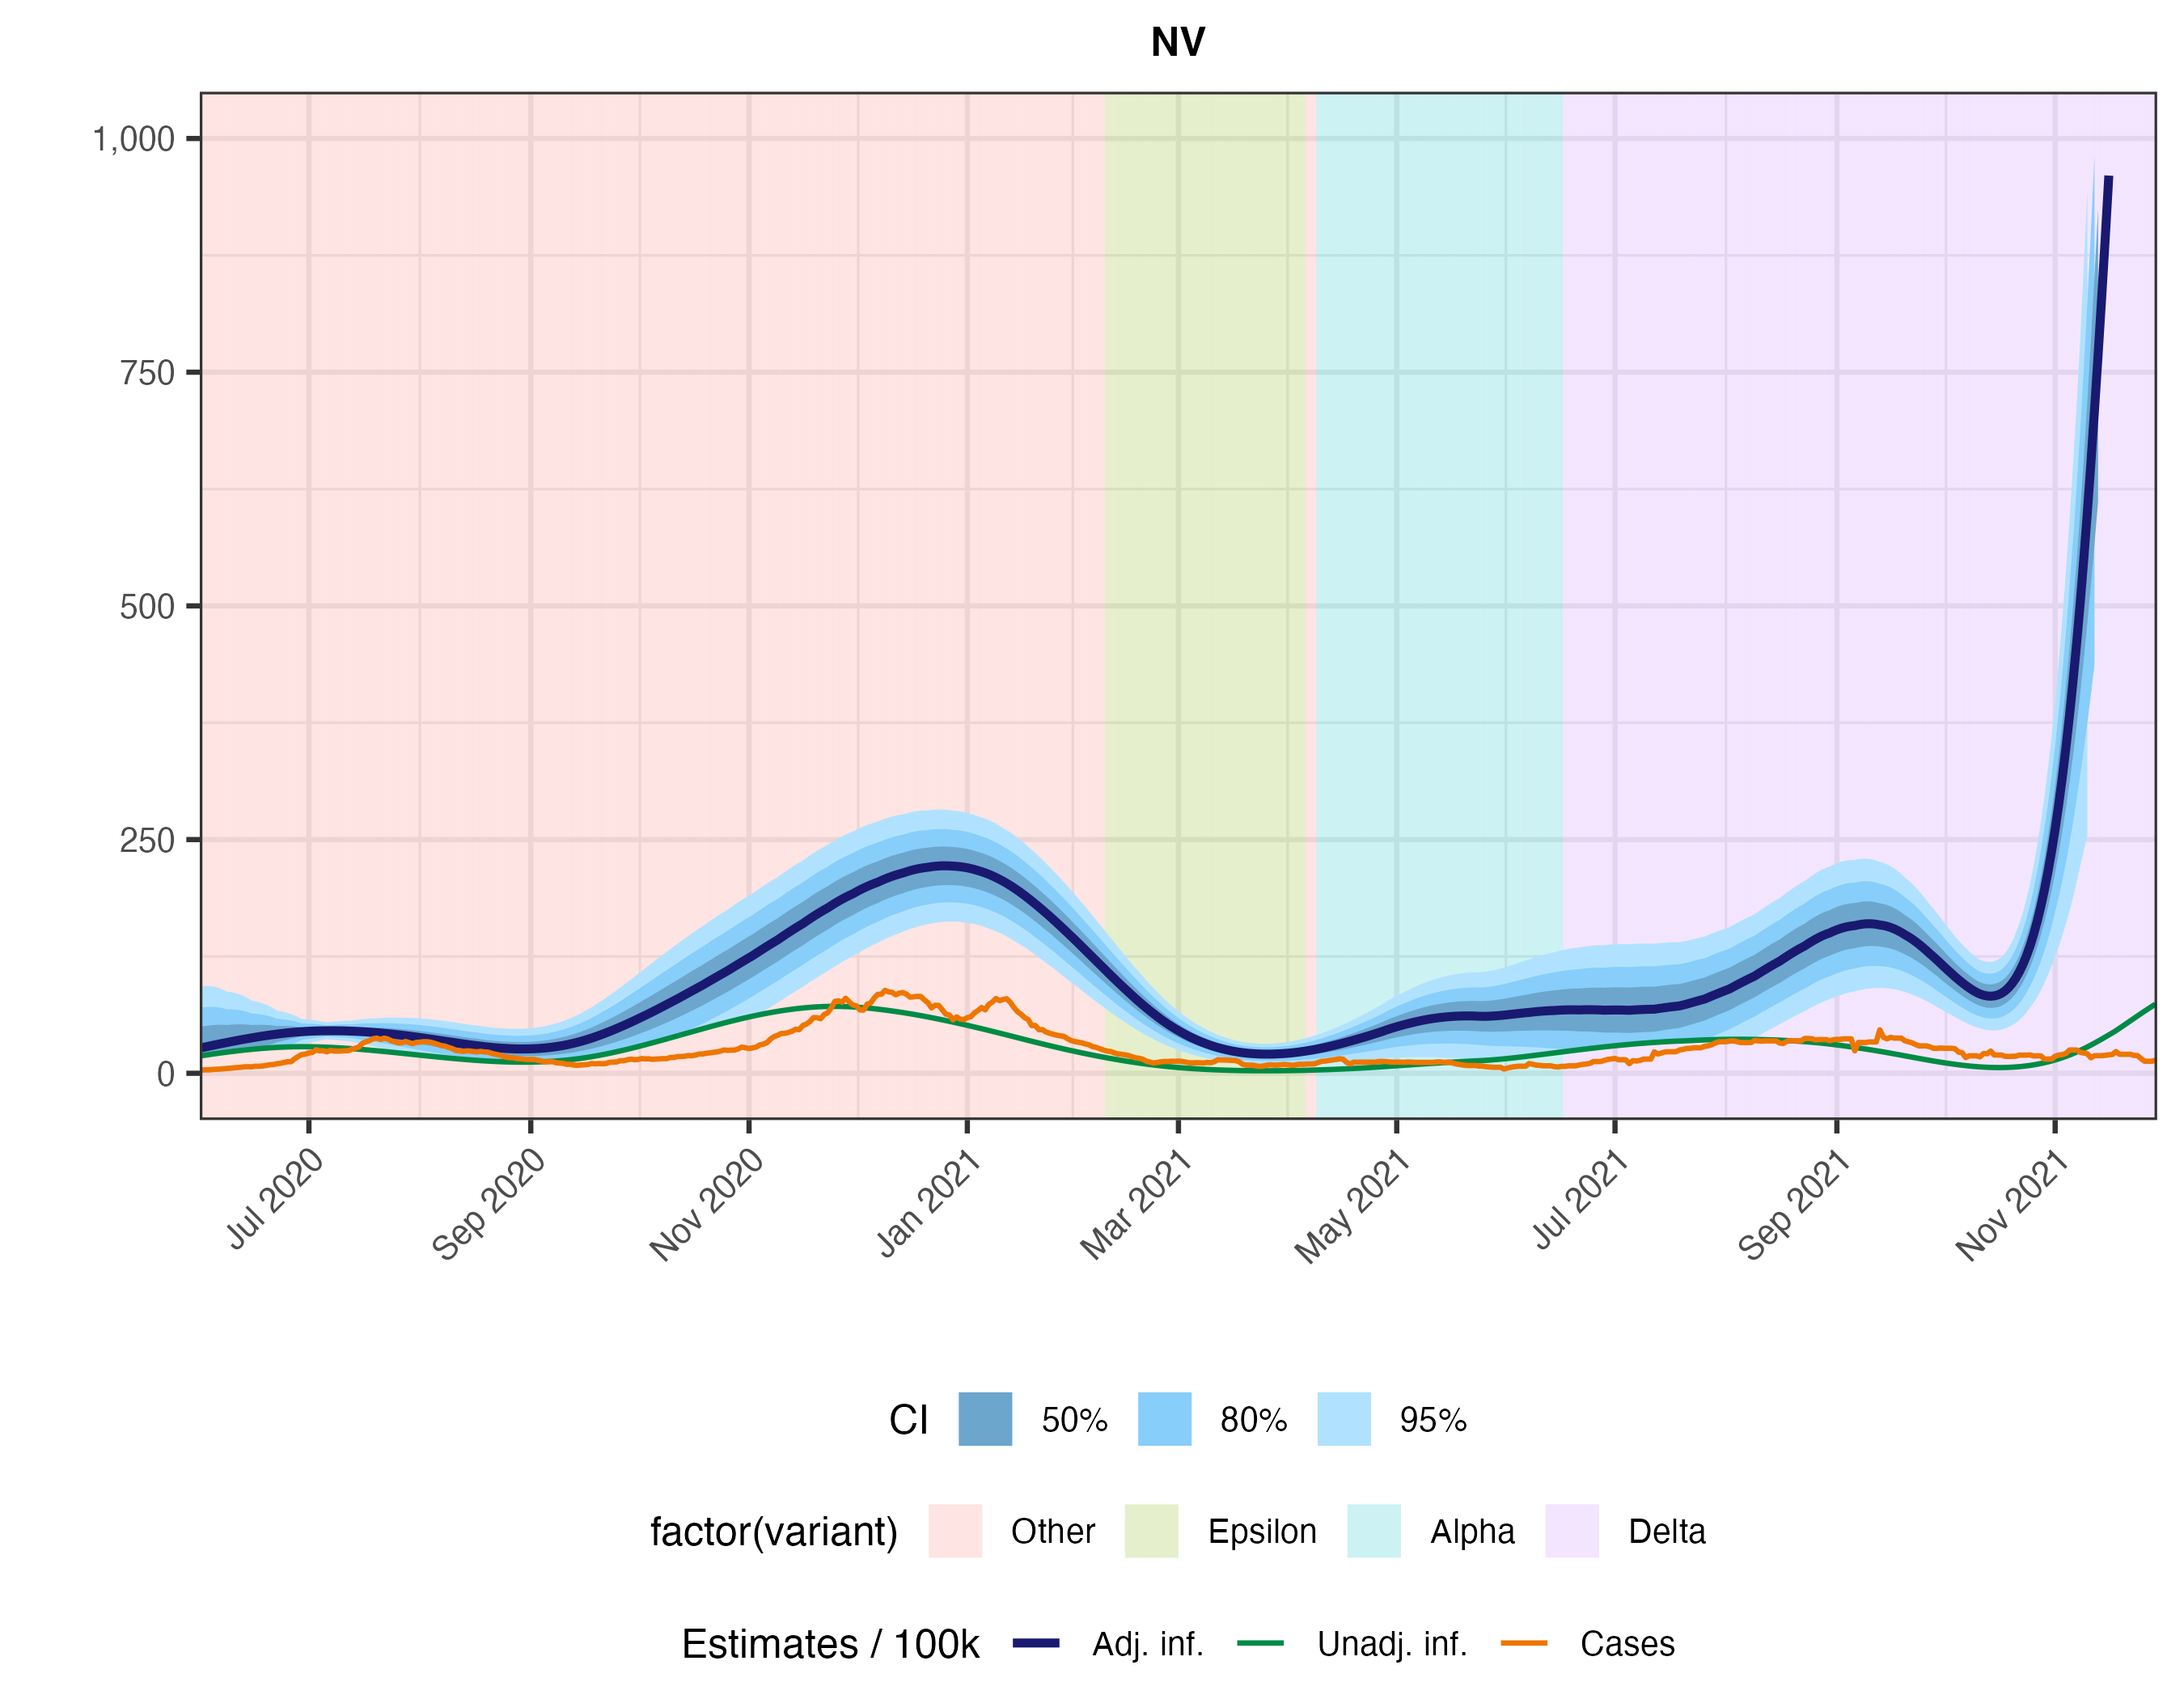 NV
1,000
750
500
250
0
Jul 2020
Sep 2020
Nov 2020
Jan 2021
Mar 2021
May 2021
Jul 2021
Sep 2021
Nov 2021
CI 50% 80% 95%
factor(variant) Other Epsilon Alpha Delta
Estimates / 100k Adj. inf. Unadj. inf. Cases